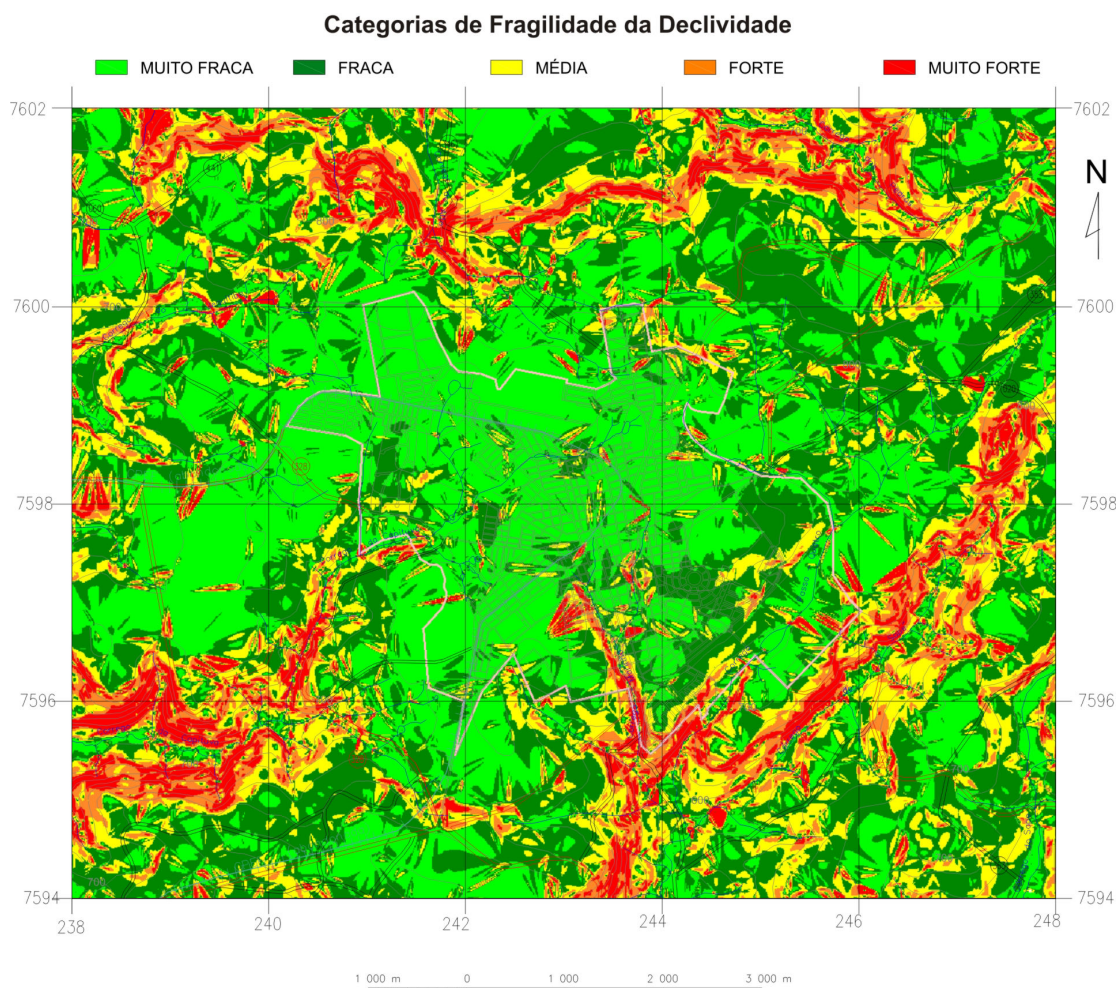 Categorias de Fragilidade da Declividade
MUITO FRACA FRACA MÉDIA FORTE MUITO FORTE
7602 7602
N
7600 7600
7598 7598
7596 7596
7594 7594
238 240 242 244 246 248
1 000 m 0 1 000 2 000 3 000 m